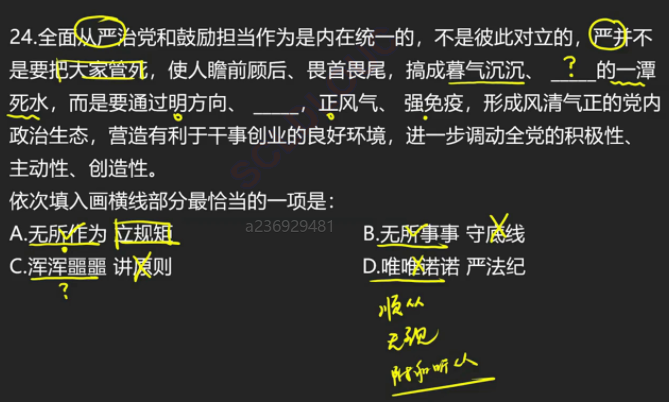 24.全面从严治党和鼓励担当作为是内在统一的，不是彼此对立的，严并不
是要把大家管死，使人瞻前顾后、畏首畏尾，搞成暮气沉沉、 ____的一潭
?
死水，而是要通过明方向、 ____，正风气、 强免疫，形成风清气正的党内
政治生态，营造有利于干事创业的良好环境，进一步调动全党的积极性、
主动性、创造性。
依次填入画横线部分最恰当的一项是：
a236929481
A.无所作为 立规矩 B.无所事事 守底线
C.浑浑噩噩 讲原则 D.唯唯诺诺 严法纪
?
顺从
附和听从